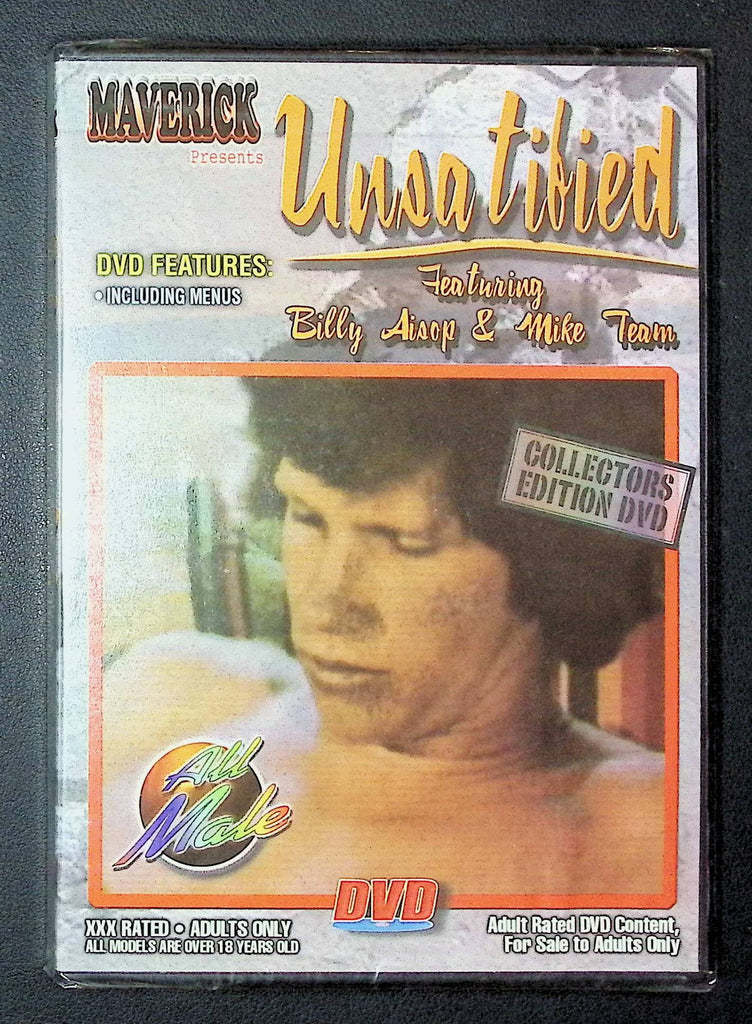 MAVERICK
Presents
Unsatified
DVD FEATURES:
• INCLUDING MENUS
Featuring
Billy Aisop & Mike Team
COLLECTORS
EDITION DVD
All
Male
DVD
XXX RATED • ADULTS ONLY
ALL MODELS ARE OVER 18 YEARS OLD
Adult Rated DVD Content,
For Sale to Adults Only